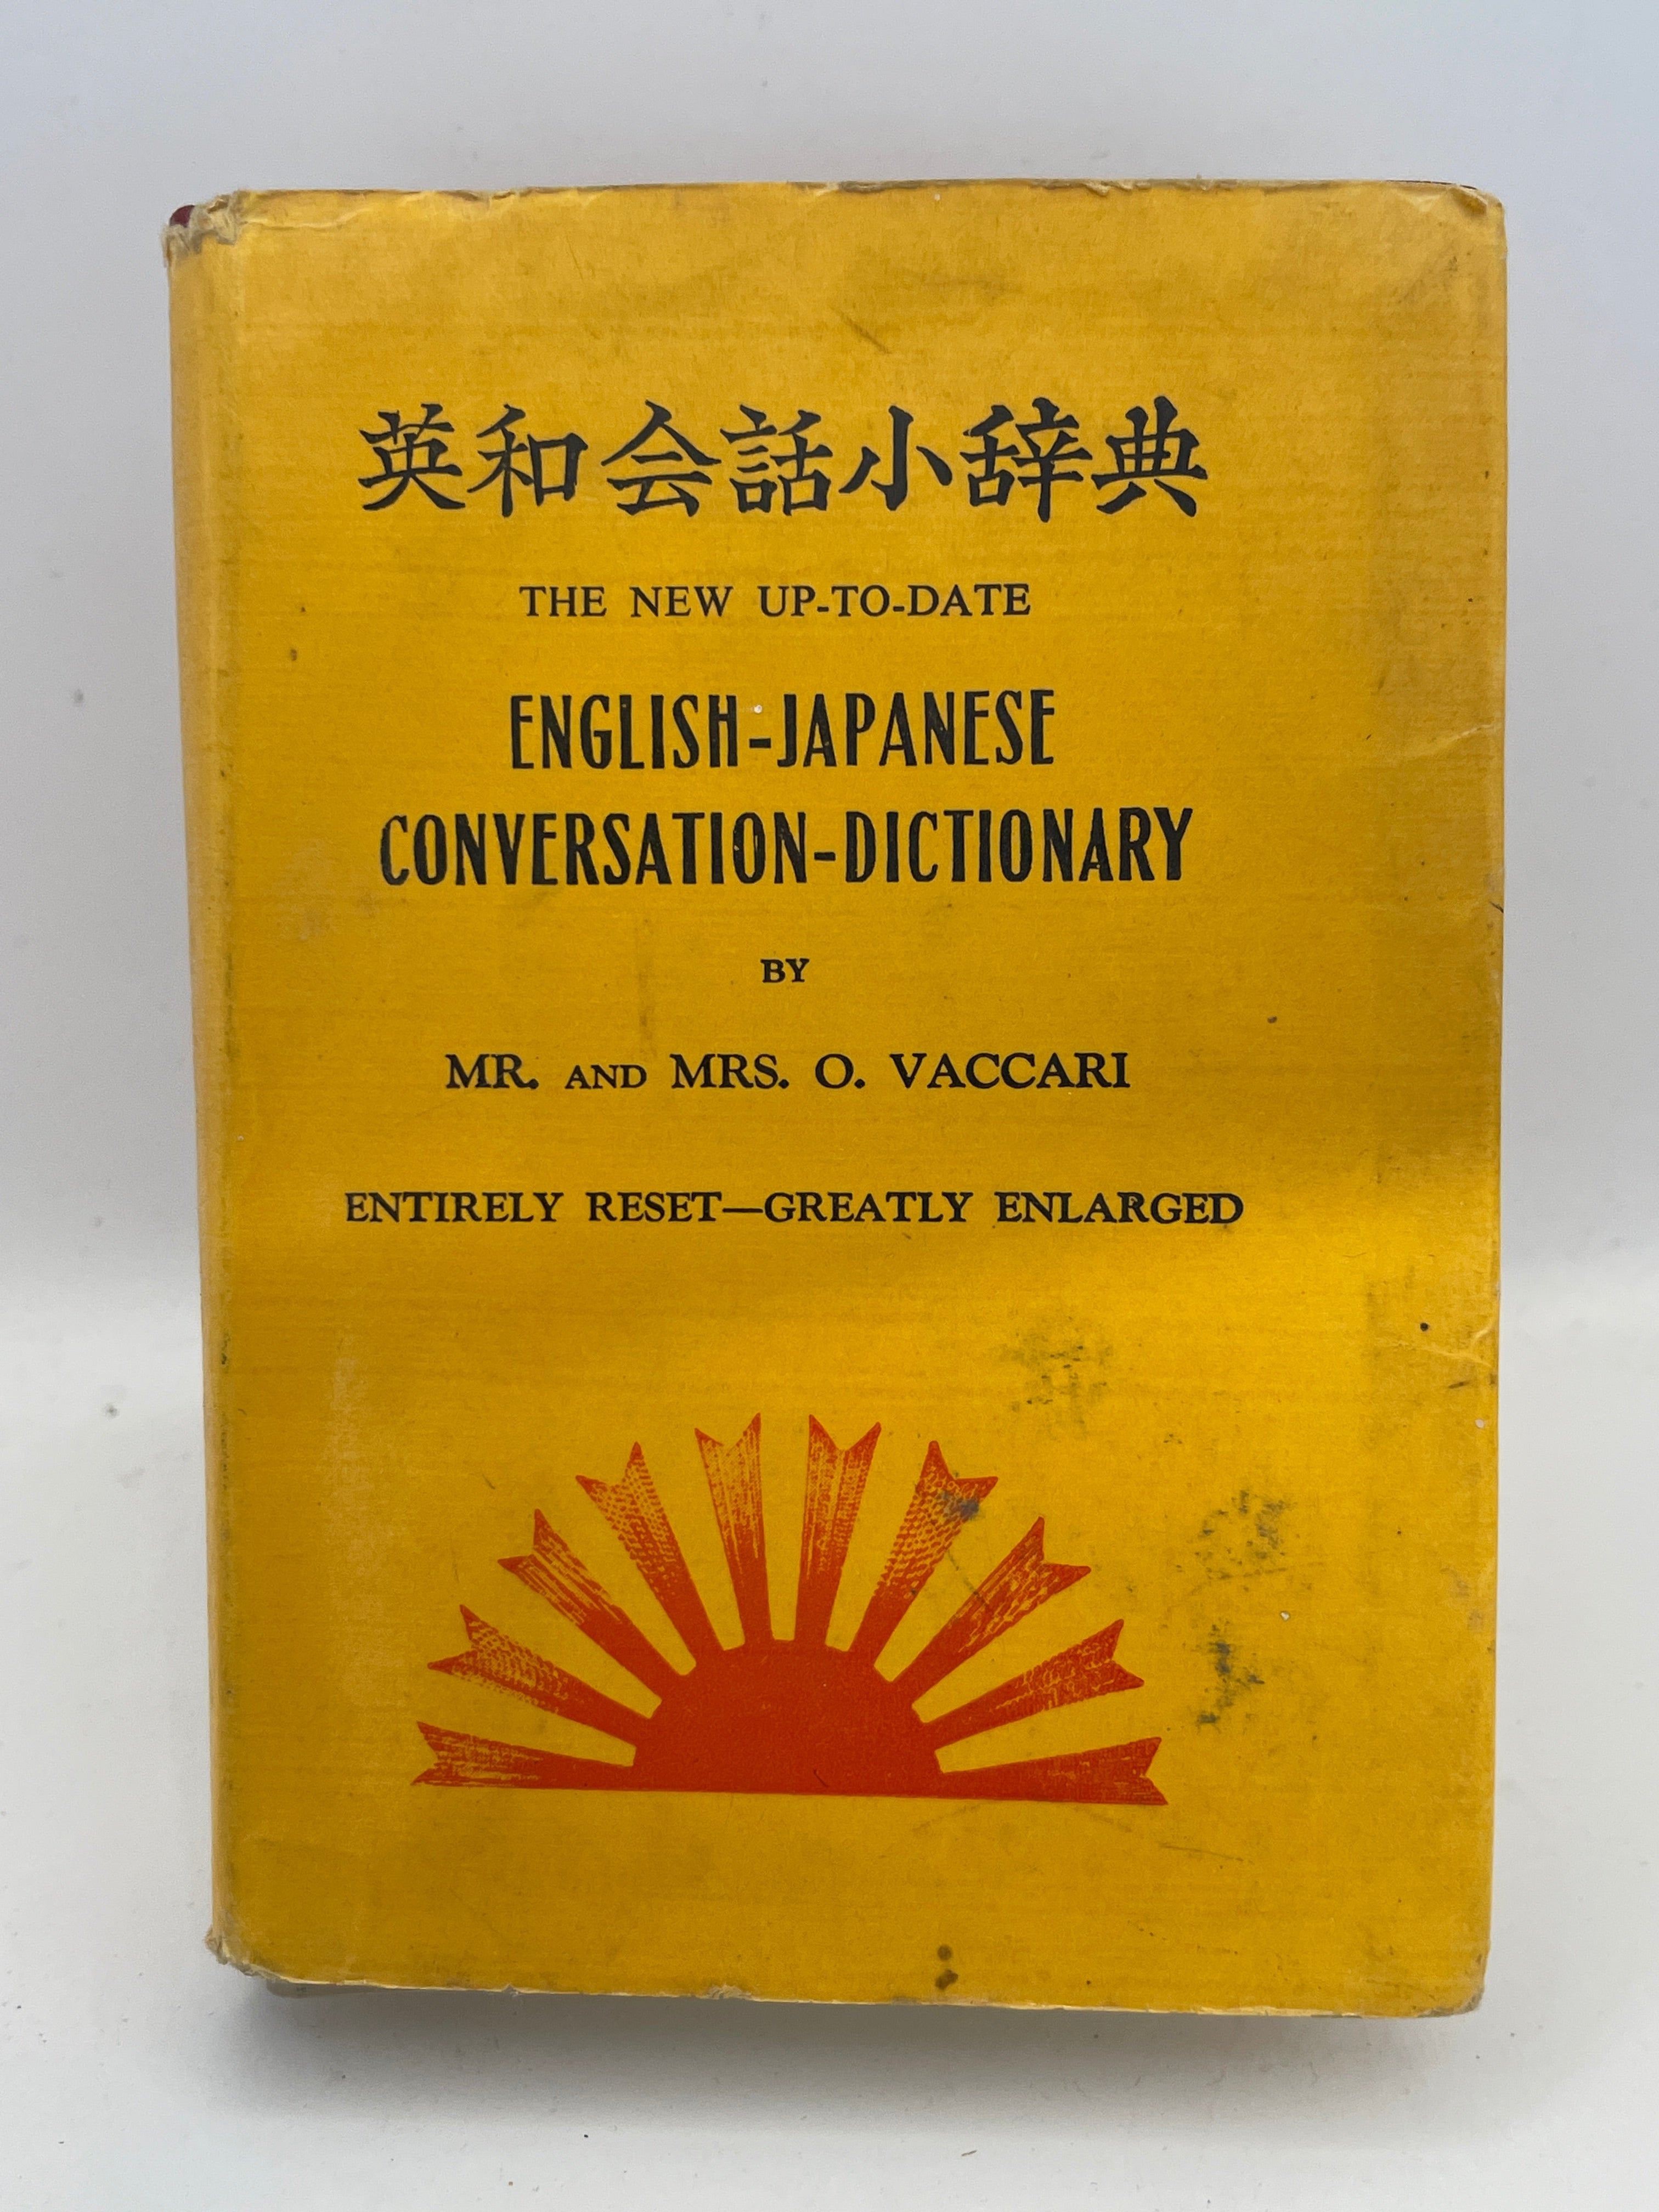 英和会話小辞典
THE NEW UP-TO-DATE
ENGLISH-JAPANESE
CONVERSATION-DICTIONARY
BY
MR. AND MRS. O. VACCARI
ENTIRELY RESET—GREATLY ENLARGED